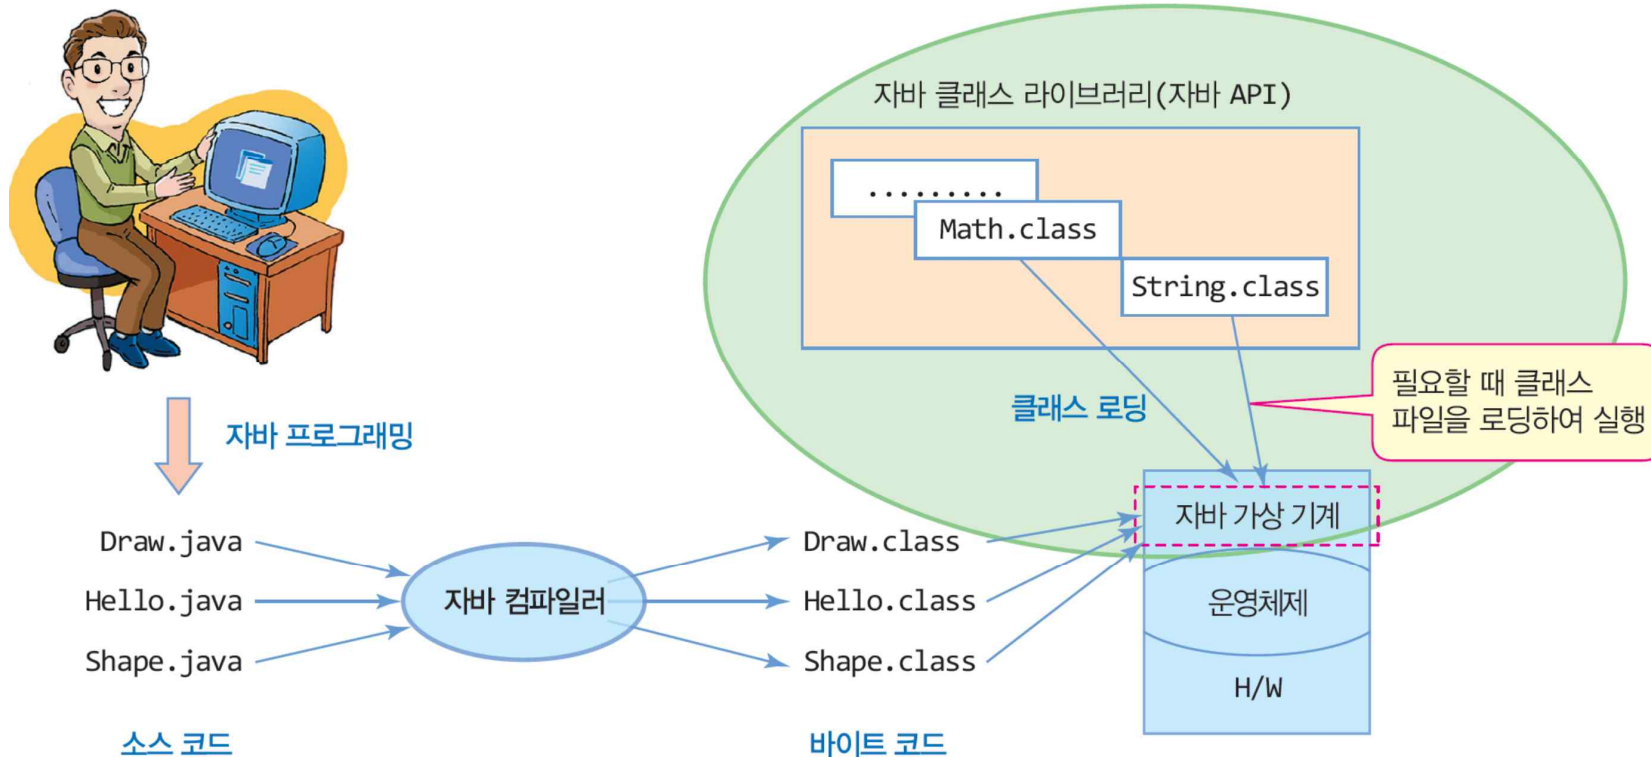 자바 클래스 라이브러리(자바 API)
.........
Math.class
String.class
클래스 로딩
필요할 때 클래스
파일을 로딩하여 실행
자바 프로그래밍
Draw.java
Hello.java
Shape.java
자바 컴파일러
Draw.class
Hello.class
Shape.class
자바 가상 기계
운영체제
H/W
소스 코드
바이트 코드